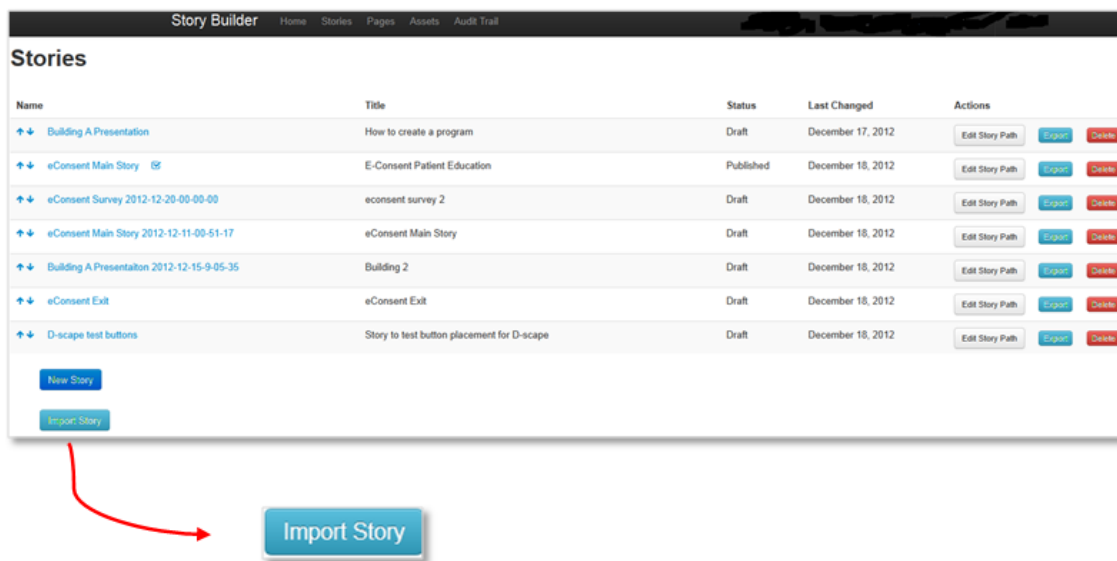 Story Builder Home Stories Pages Assets Audit Trail
Stories
Name Title Status Last Changed Actions
Building A Presentation How to create a program Draft December 17, 2012 Edit Story Path Export Delete
eConsent Main Story E-Consent Patient Education Published December 18, 2012 Edit Story Path Export Delete
eConsent Survey 2012-12-20-00-00-00 econsent survey 2 Draft December 18, 2012 Edit Story Path Export Delete
eConsent Main Story 2012-12-11-00-51-17 eConsent Main Story Draft December 18, 2012 Edit Story Path Export Delete
Building A Presentaiton 2012-12-15-9-05-35 Building 2 Draft December 18, 2012 Edit Story Path Export Delete
eConsent Exit eConsent Exit Draft December 18, 2012 Edit Story Path Export Delete
D-scape test buttons Story to test button placement for D-scape Draft December 18, 2012 Edit Story Path Export Delete
New Story
Import Story
Import Story